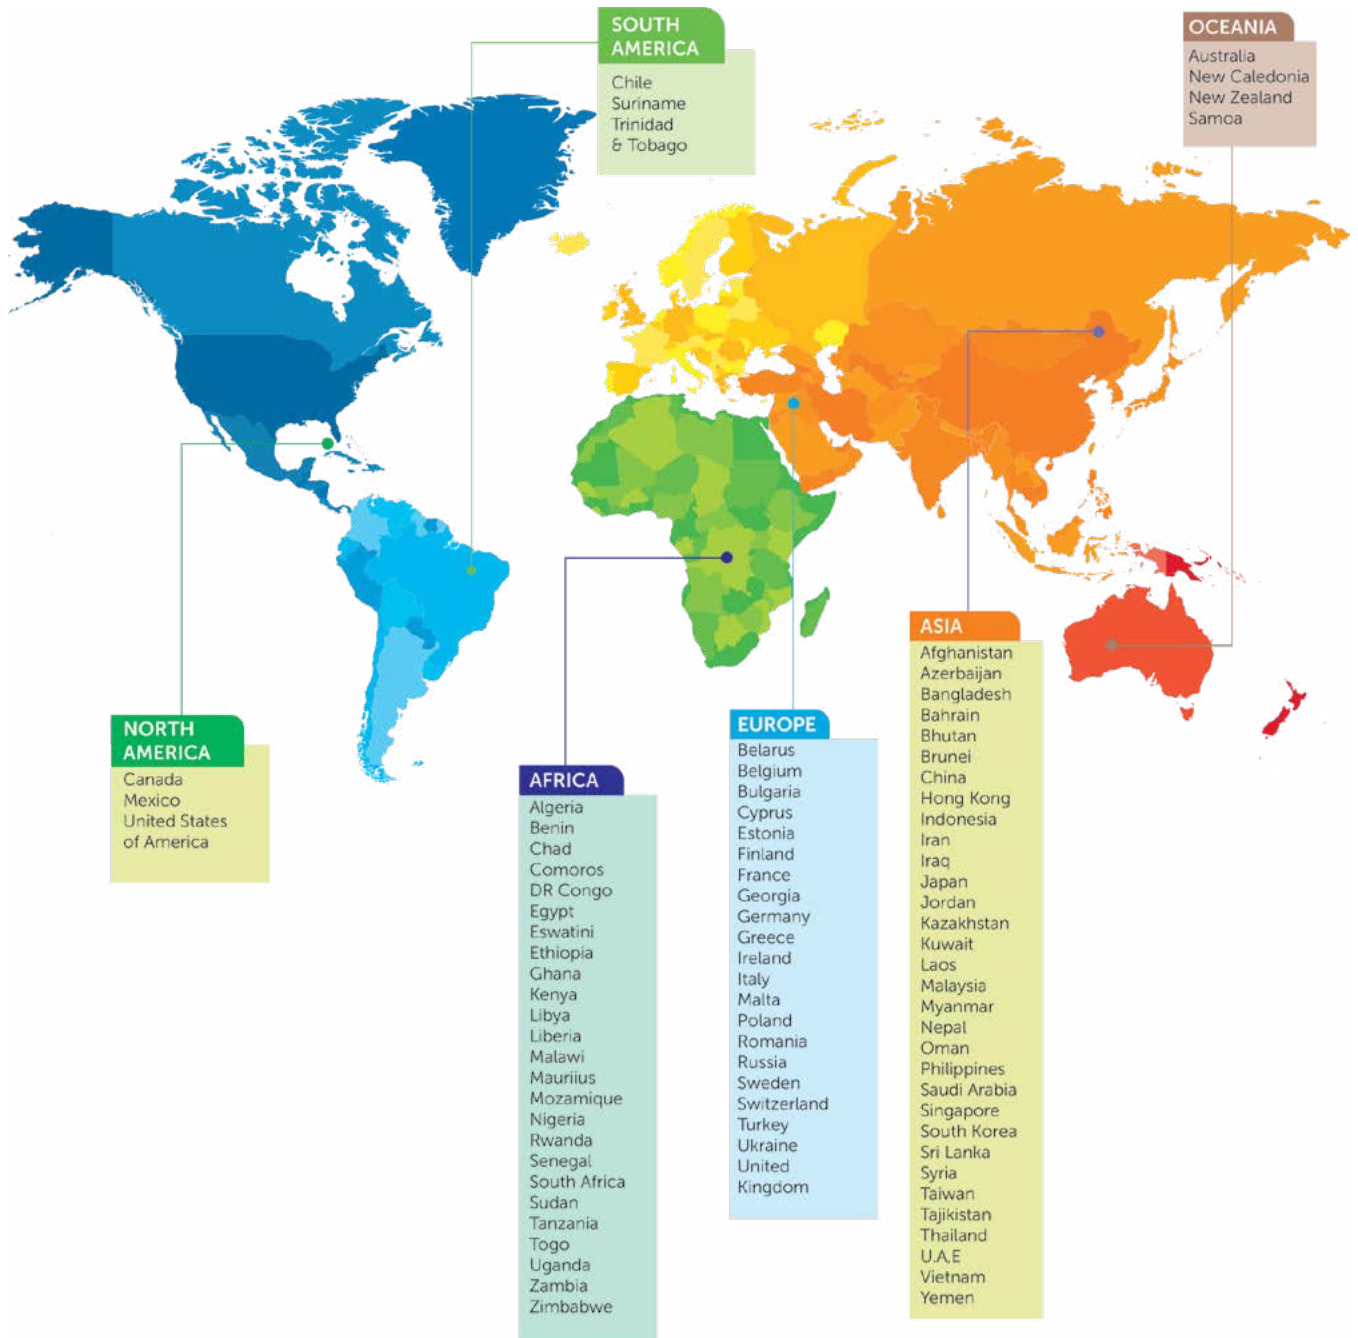 SOUTH
AMERICA
Chile
Suriname
Trinidad
& Tobago
OCEANIA
Australia
New Caledonia
New Zealand
Samoa
NORTH
AMERICA
Canada
Mexico
United States
of America
AFRICA
Algeria
Benin
Chad
Comoros
DR Congo
Egypt
Eswatini
Ethiopia
Ghana
Kenya
Libya
Liberia
Malawi
Mauriius
Mozamique
Nigeria
Rwanda
Senegal
South Africa
Sudan
Tanzania
Togo
Uganda
Zambia
Zimbabwe
EUROPE
Belarus
Belgium
Bulgaria
Cyprus
Estonia
Finland
France
Georgia
Germany
Greece
Ireland
Italy
Malta
Poland
Romania
Russia
Sweden
Switzerland
Turkey
Ukraine
United
Kingdom
ASIA
Afghanistan
Azerbaijan
Bangladesh
Bahrain
Bhutan
Brunei
China
Hong Kong
Indonesia
Iran
Iraq
Japan
Jordan
Kazakhstan
Kuwait
Laos
Malaysia
Myanmar
Nepal
Oman
Philippines
Saudi Arabia
Singapore
South Korea
Sri Lanka
Syria
Taiwan
Tajikistan
Thailand
U.A,E
Vietnam
Yemen